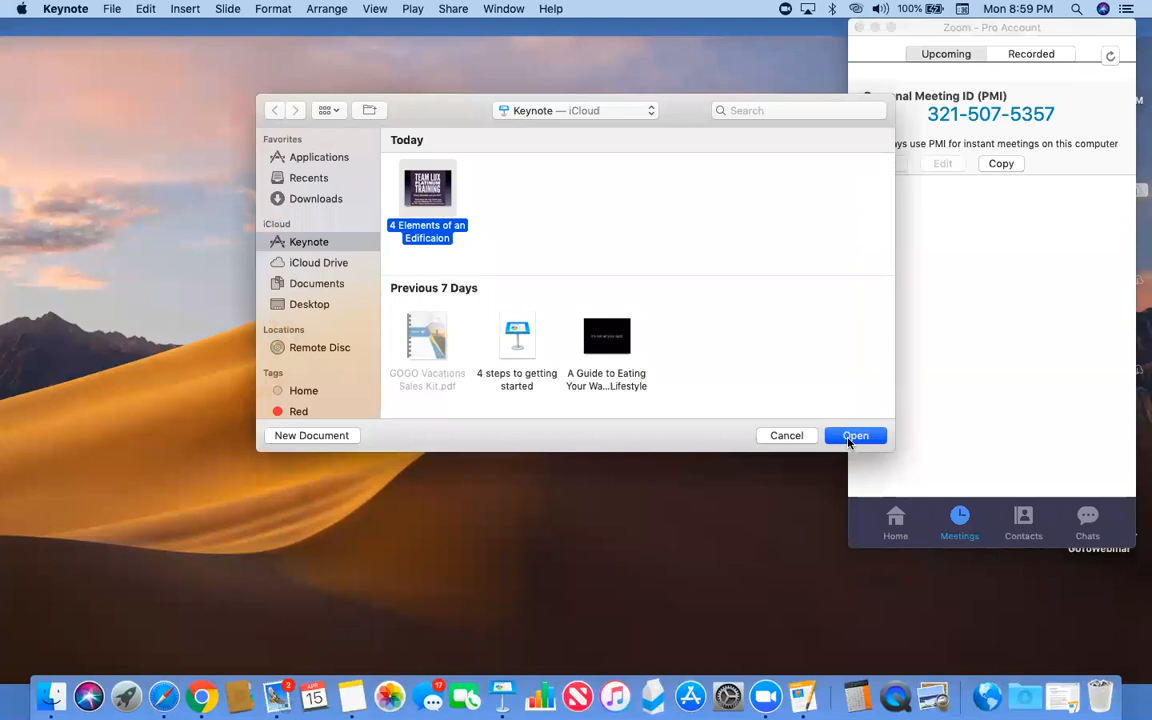 Keynote File Edit Insert Slide Format Arrange View Play Share Window Help 100% Mon 8:59 PM
Zoom - Pro Account
Upcoming Recorded
nal Meeting ID (PMI)
321-507-5357
ys use PMI for instant meetings on this computer
Edit Copy
Keynote — iCloud
Search
Favorites
Applications
Recents
Downloads
iCloud
Keynote
iCloud Drive
Documents
Desktop
Locations
Remote Disc
Tags
Home
Red
Today
TEAM LUX
PLATINUM
TRAINING
4 Elements of an
Edificaion
Previous 7 Days
GOGO Vacations
Sales Kit.pdf
4 steps to getting
started
A Guide to Eating
Your Wa...Lifestyle
New Document Cancel Open
Home Meetings Contacts Chats
GoToWebinar
2
APR
15
17